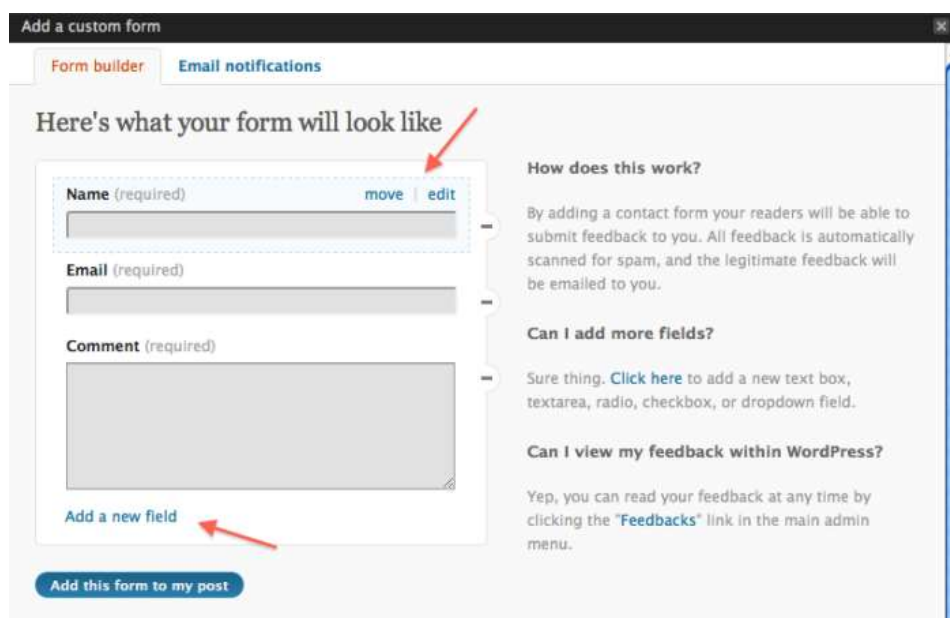 Add a custom form
Form builder
Email notifications
Here's what your form will look like
Name (required)
move | edit
Email (required)
Comment (required)
Add a new field
Add this form to my post
How does this work?
By adding a contact form your readers will be able to
submit feedback to you. All feedback is automatically
scanned for spam, and the legitimate feedback will
be emailed to you.
Can I add more fields?
Sure thing. Click here to add a new text box,
textarea, radio, checkbox, or dropdown field.
Can I view my feedback within WordPress?
Yep, you can read your feedback at any time by
clicking the "Feedbacks" link in the main admin
menu.